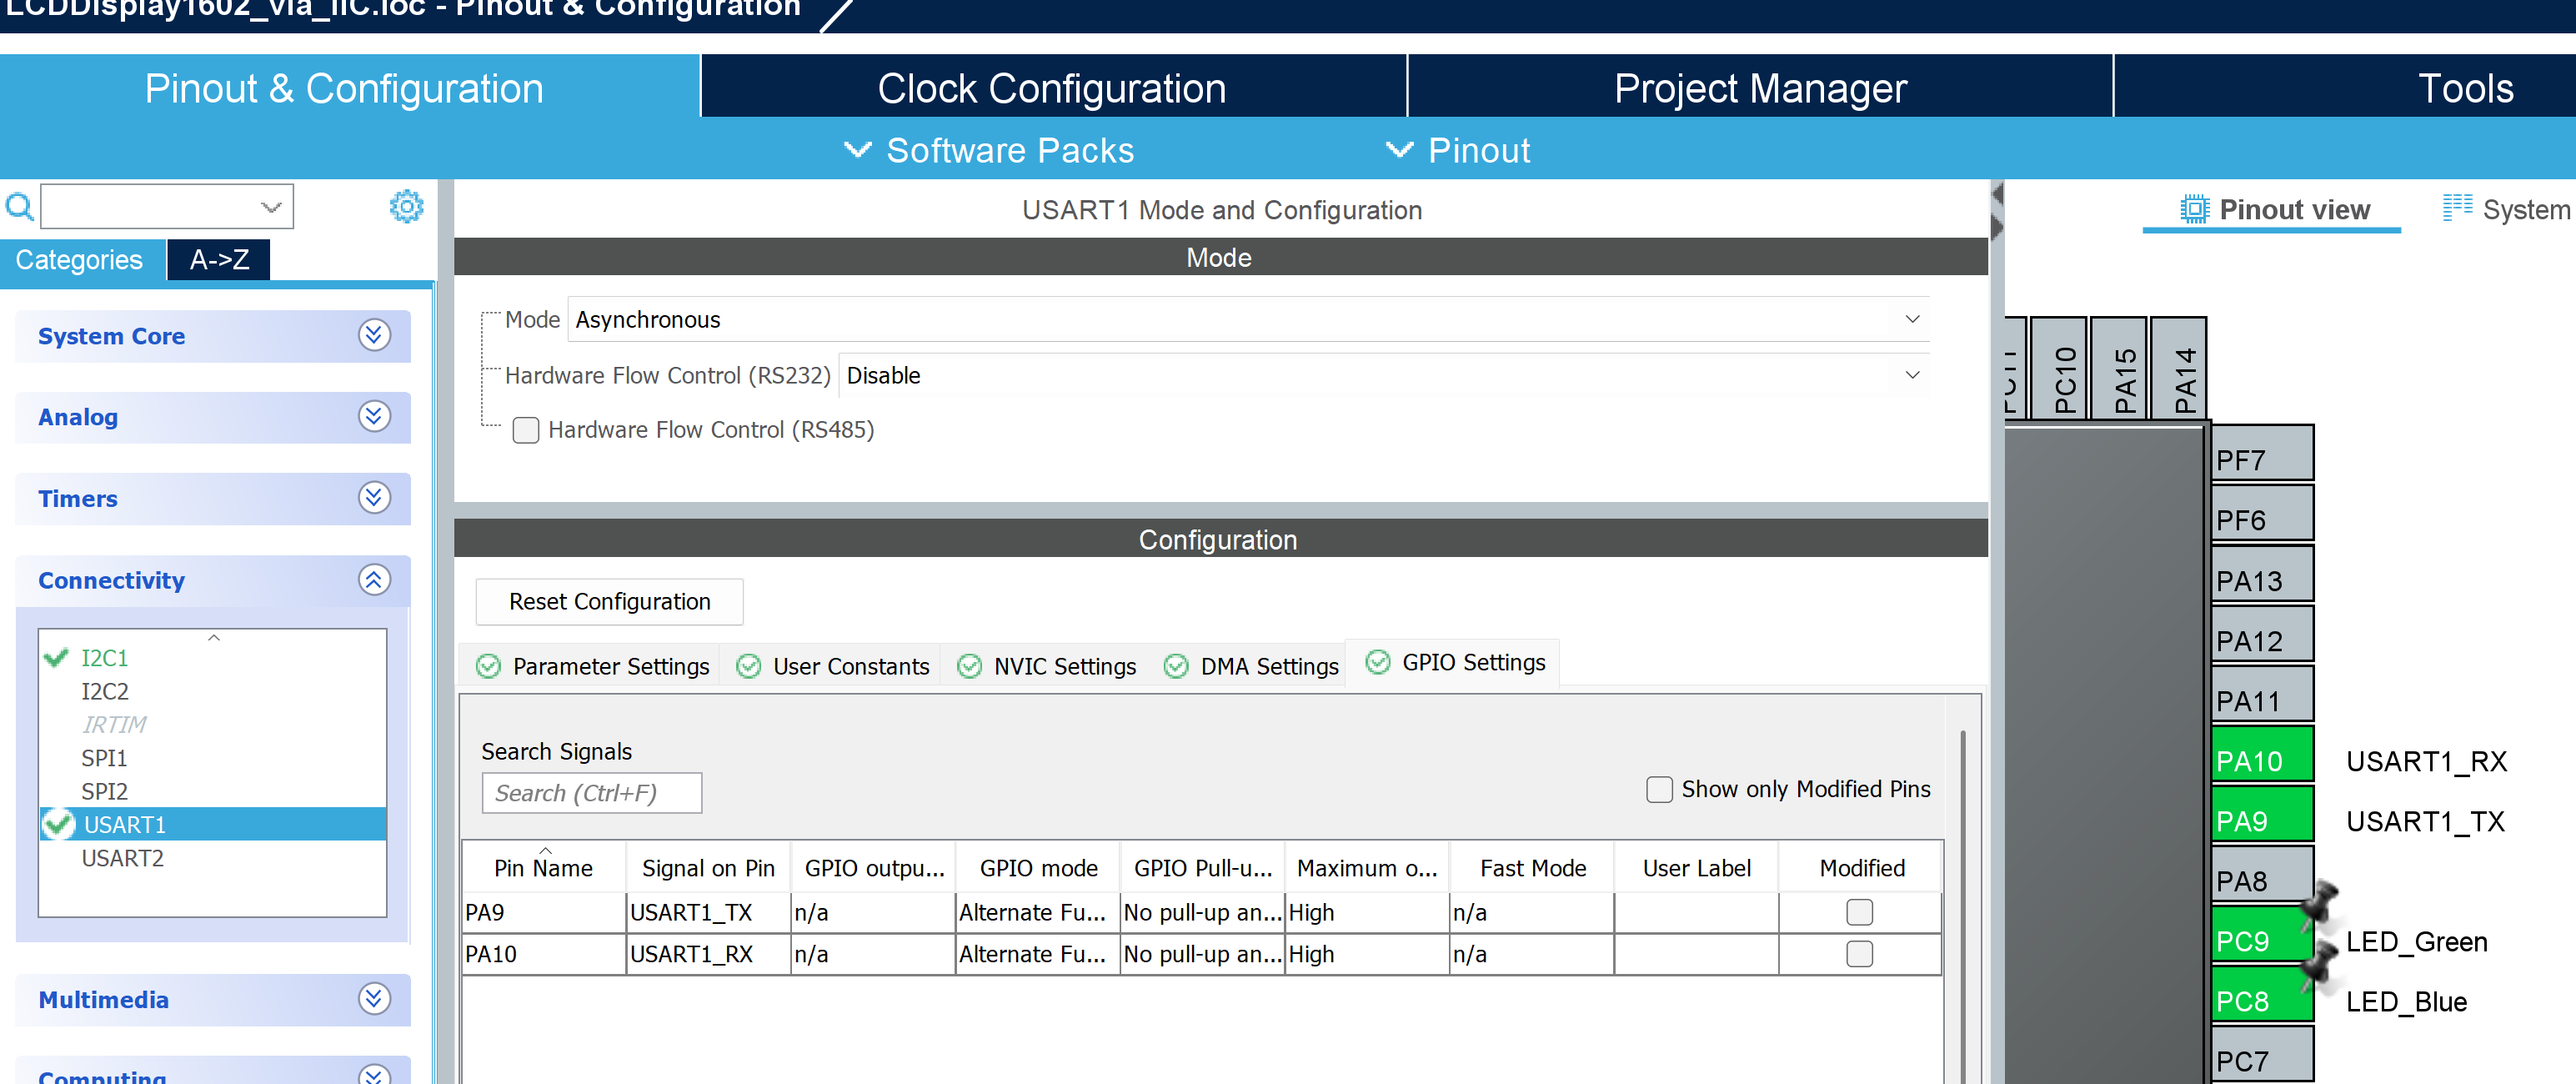 LCDDisplay1602_via_IIC.ioc - Pinout & Configuration
Pinout & Configuration
Clock Configuration
Project Manager
Tools
Software Packs
Pinout
USART1 Mode and Configuration
Pinout view
System
Categories
A->Z
Mode
System Core
Analog
Timers
Connectivity
I2C1
I2C2
IRTIM
SPI1
SPI2
USART1
USART2
Multimedia
Computing
Mode Asynchronous
Hardware Flow Control (RS232) Disable
Hardware Flow Control (RS485)
Configuration
Reset Configuration
Parameter Settings
User Constants
NVIC Settings
DMA Settings
GPIO Settings
Search Signals
Search (Ctrl+F)
Show only Modified Pins
Pin Name Signal on Pin GPIO outpu... GPIO mode GPIO Pull-u... Maximum o... Fast Mode User Label Modified
PA9 USART1_TX n/a Alternate Fu... No pull-up an... High n/a
PA10 USART1_RX n/a Alternate Fu... No pull-up an... High n/a
PC11
PC10
PA15
PA14
PF7
PF6
PA13
PA12
PA11
PA10 USART1_RX
PA9 USART1_TX
PA8
PC9 LED_Green
PC8 LED_Blue
PC7